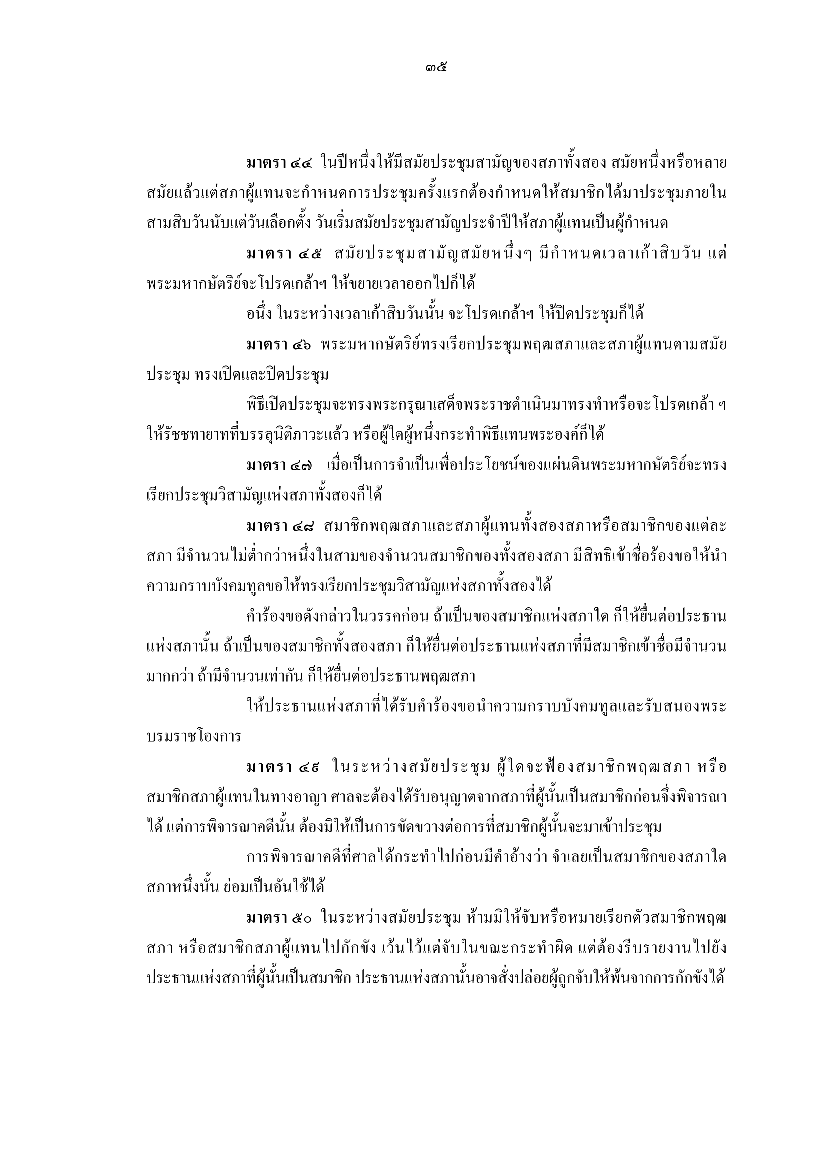 ๓๕
มาตรา ๔๔ ในปีหนึ่งให้มีสมัยประชุมสามัญของสภาทั้งสอง สมัยหนึ่งหรือหลาย
สมัยแล้วแต่สภาผู้แทนจะกำหนดการประชุมครั้งแรกต้องกำหนดให้สมาชิกได้มาประชุมภายใน
สามสิบวันนับแต่วันเลือกตั้ง วันเริ่มสมัยประชุมสามัญประจำปีให้สภาผู้แทนเป็นผู้กำหนด
มาตรา ๔๕ สมัยประชุมสามัญสมัยหนึ่งๆ มีกำหนดเวลาเก้าสิบวัน แต่
พระมหากษัตริย์จะโปรดเกล้าฯ ให้ขยายเวลาออกไปก็ได้
อนึ่ง ในระหว่างเวลาเก้าสิบวันนั้น จะโปรดเกล้าฯ ให้ปิดประชุมก็ได้
มาตรา ๔๖ พระมหากษัตริย์ทรงเรียกประชุมพฤฒสภาและสภาผู้แทนตามสมัย
ประชุม ทรงเปิดและปิดประชุม
พิธีเปิดประชุมจะทรงพระกรุณาเสด็จพระราชดำเนินมาทรงทำหรือจะโปรดเกล้า ฯ
ให้รัชชทายาทที่บรรลุนิติภาวะแล้ว หรือผู้ใดผู้หนึ่งกระทำพิธีแทนพระองค์ก็ได้
มาตรา ๔๗ เมื่อเป็นการจำเป็นเพื่อประโยชน์ของแผ่นดินพระมหากษัตริย์จะทรง
เรียกประชุมวิสามัญแห่งสภาทั้งสองก็ได้
มาตรา ๔๘ สมาชิกพฤฒสภาและสภาผู้แทนทั้งสองสภาหรือสมาชิกของแต่ละ
สภา มีจำนวนไม่ต่ำกว่าหนึ่งในสามของจำนวนสมาชิกของทั้งสองสภา มีสิทธิเข้าชื่อร้องขอให้นำ
ความกราบบังคมทูลขอให้ทรงเรียกประชุมวิสามัญแห่งสภาทั้งสองได้
คำร้องขอดังกล่าวในวรรคก่อน ถ้าเป็นของสมาชิกแห่งสภาใด ก็ให้ยื่นต่อประธาน
แห่งสภานั้น ถ้าเป็นของสมาชิกทั้งสองสภา ก็ให้ยื่นต่อประธานแห่งสภาที่มีสมาชิกเข้าชื่อมีจำนวน
มากกว่า ถ้ามีจำนวนเท่ากัน ก็ให้ยื่นต่อประธานพฤฒสภา
ให้ประธานแห่งสภาที่ได้รับคำร้องขอนำความกราบบังคมทูลและรับสนองพระ
บรมราชโองการ
มาตรา ๔๙ ในระหว่างสมัยประชุม ผู้ใดจะฟ้องสมาชิกพฤฒสภา หรือ
สมาชิกสภาผู้แทนในทางอาญา ศาลจะต้องได้รับอนุญาตจากสภาที่ผู้นั้นเป็นสมาชิกก่อนจึ่งพิจารณา
ได้ แต่การพิจารณาคดีนั้น ต้องมิให้เป็นการขัดขวางต่อการที่สมาชิกผู้นั้นจะมาเข้าประชุม
การพิจารณาคดีที่ศาลได้กระทำไปก่อนมีคำอ้างว่า จำเลยเป็นสมาชิกของสภาใด
สภาหนึ่งนั้น ย่อมเป็นอันใช้ได้
มาตรา ๕๐ ในระหว่างสมัยประชุม ห้ามมิให้จับหรือหมายเรียกตัวสมาชิกพฤฒ
สภา หรือสมาชิกสภาผู้แทนไปกักขัง เว้นไว้แต่จับในขณะกระทำผิด แต่ต้องรีบรายงานไปยัง
ประธานแห่งสภาที่ผู้นั้นเป็นสมาชิก ประธานแห่งสภานั้นอาจสั่งปล่อยผู้ถูกจับให้พ้นจากการกักขังได้